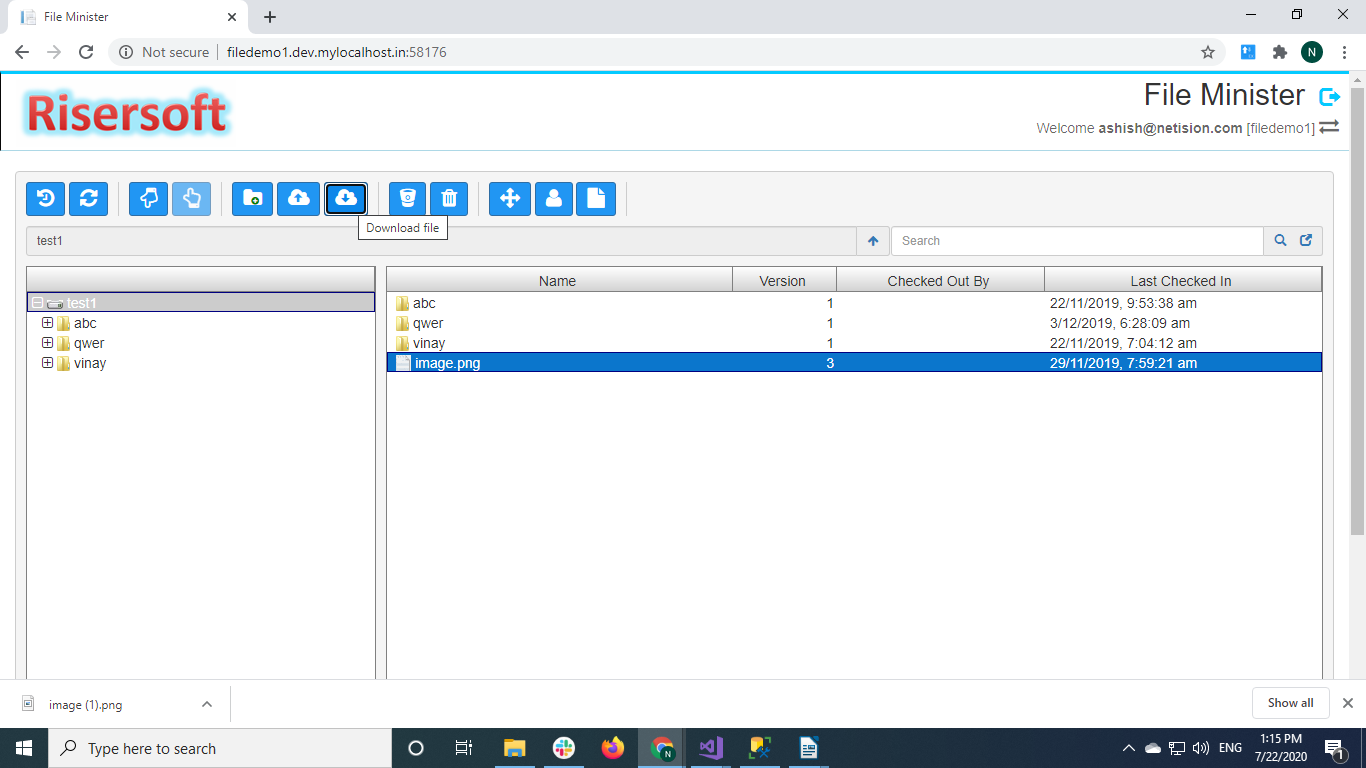 File Minister
Not secure
filedemo1.dev.mylocalhost.in:58176
N
Risersoft
File Minister
Welcome ashish@netision.com [filedemo1]
Download file
test1
Search
Name Version Checked Out By Last Checked In
test1
abc
qwer
vinay
abc 1 22/11/2019, 9:53:38 am
qwer 1 3/12/2019, 6:28:09 am
vinay 1 22/11/2019, 7:04:12 am
image.png 3 29/11/2019, 7:59:21 am
image (1).png
Show all
Type here to search
N
ENG
1:15 PM
7/22/2020
1